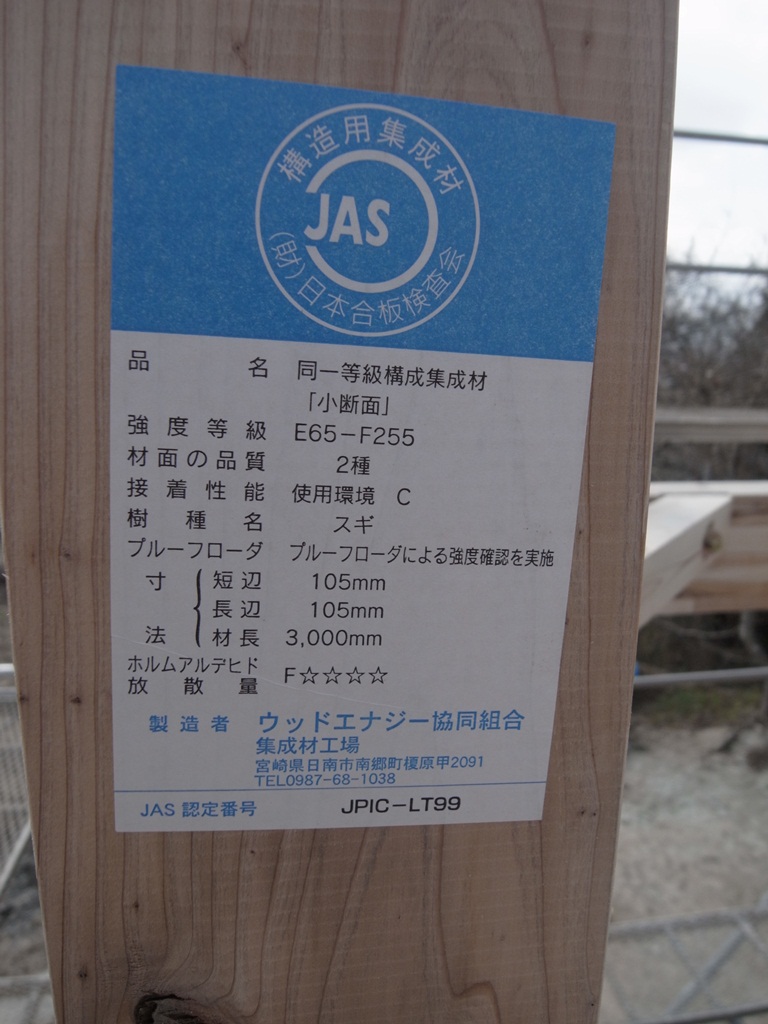 構造用集成材
JAS
(財)日本合板検査会
品名 同一等級構成集成材
「小断面」
強度等級 E65-F255
材面の品質 2種
接着性能 使用環境 C
樹種名 スギ
プルーフローダ プルーフローダによる強度確認を実施
寸法 短辺 105mm
長辺 105mm
材長 3,000mm
ホルムアルデヒド
放散量 F☆☆☆☆
製造者 ウッドエナジー協同組合
集成材工場
宮崎県日南市南郷町榎原甲2091
TEL0987-68-1038
JAS 認定番号 JPIC-LT99